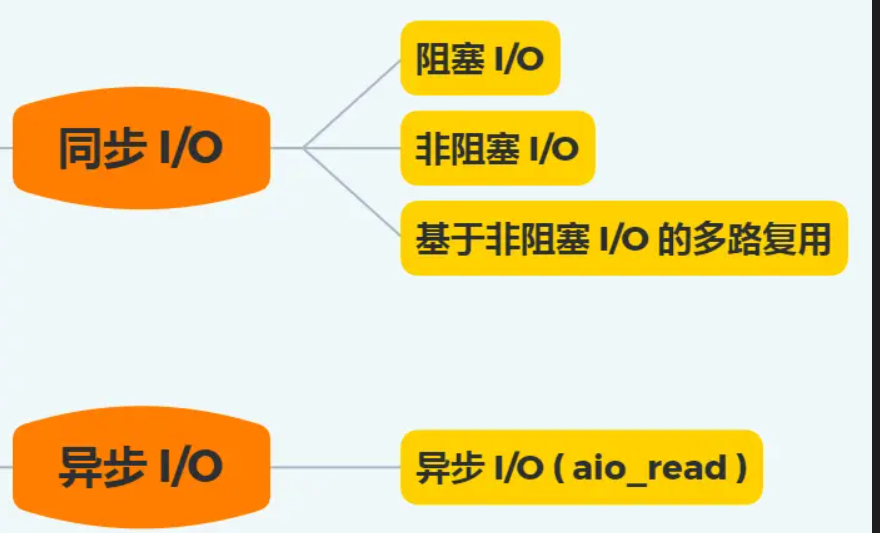 同步 I/O
阻塞 I/O
非阻塞 I/O
基于非阻塞 I/O 的多路复用
异步 I/O
异步 I/O ( aio_read )